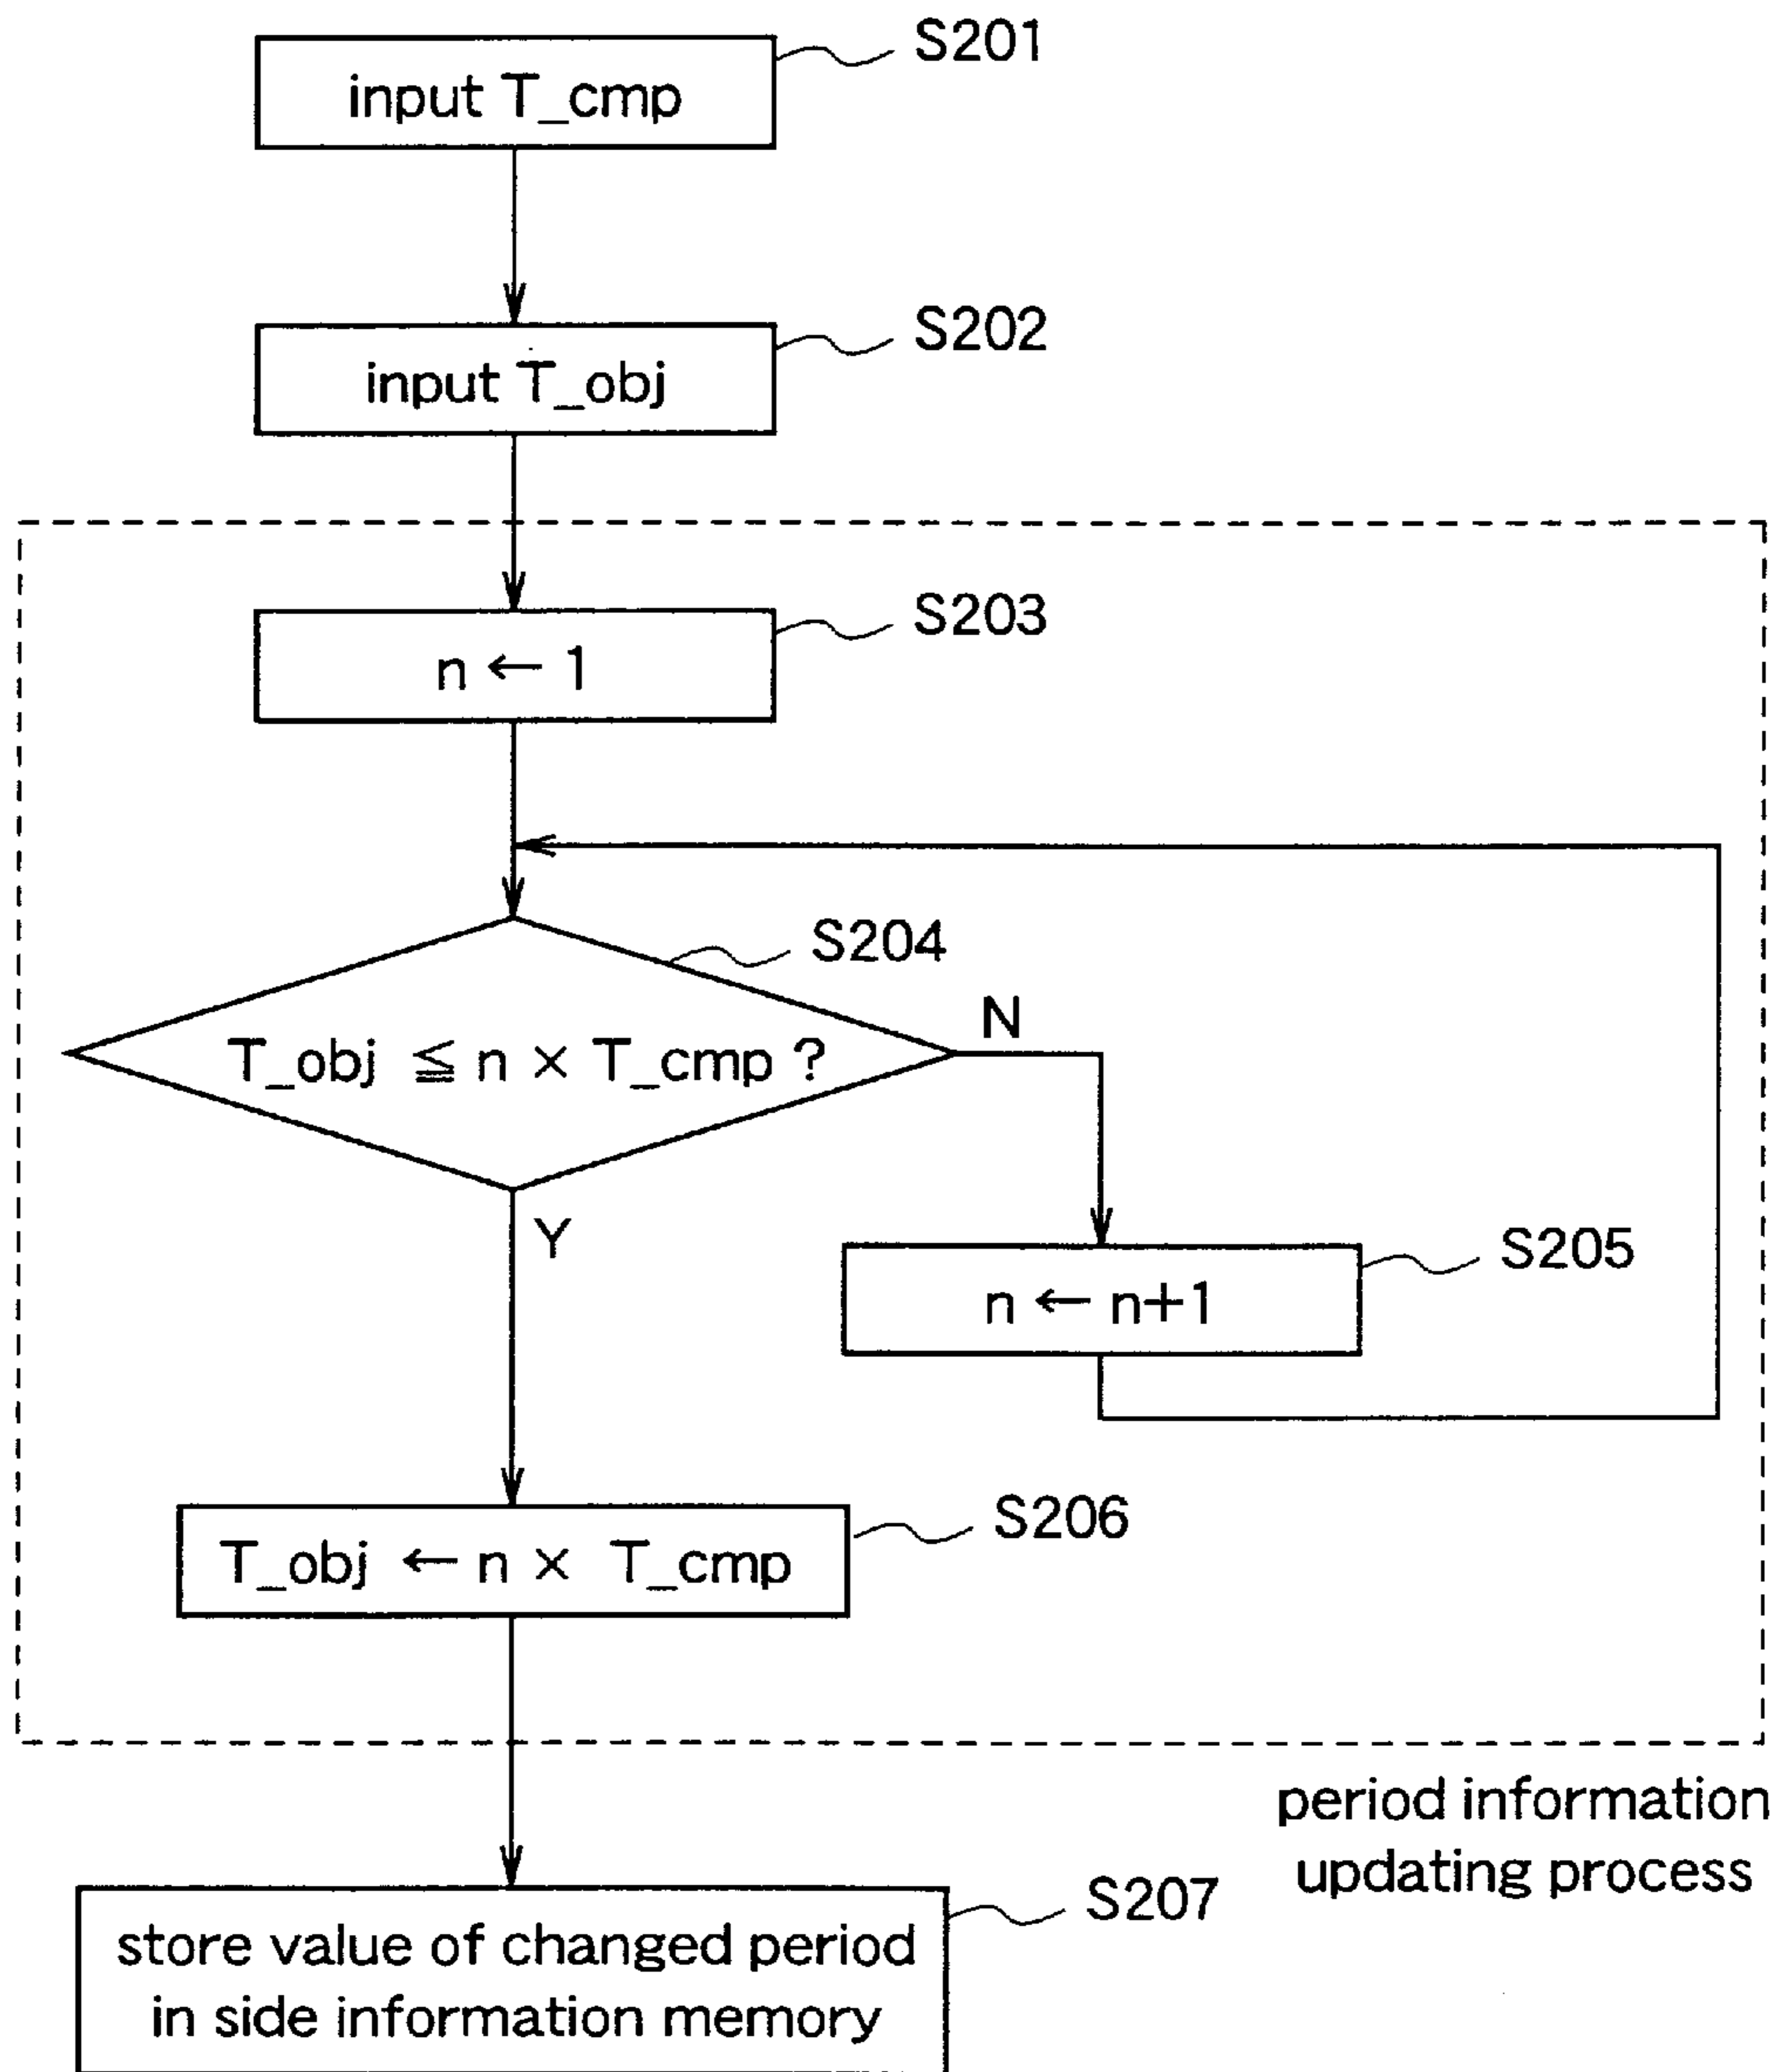 S201
input T_cmp
S202
input T_obj
S203
n ← 1
S204
T_obj ≦ n × T_cmp ?
N
Y
S205
n ← n+1
S206
T_obj ← n × T_cmp
period information
updating process
S207
store value of changed period
in side information memory